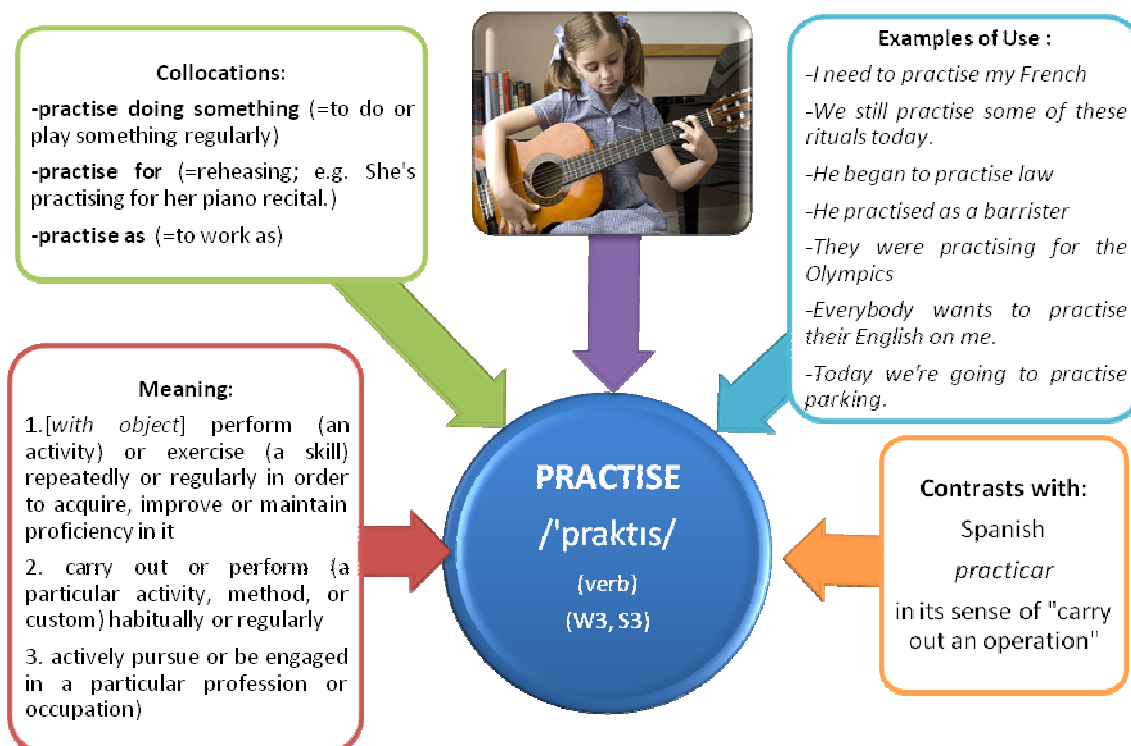 Collocations:
-practise doing something (=to do or
play something regularly)
-practise for (=reheasing; e.g. She's
practising for her piano recital.)
-practise as (=to work as)
Examples of Use :
-I need to practise my French
-We still practise some of these
rituals today.
-He began to practise law
-He practised as a barrister
-They were practising for the
Olympics
-Everybody wants to practise
their English on me.
-Today we're going to practise
parking.
Meaning:
1.[with object] perform (an
activity) or exercise (a skill)
repeatedly or regularly in order
to acquire, improve or maintain
proficiency in it
2. carry out or perform (a
particular activity, method, or
custom) habitually or regularly
3. actively pursue or be engaged
in a particular profession or
occupation)
PRACTISE
/'praktɪs/
(verb)
(W3, S3)
Contrasts with:
Spanish
practicar
in its sense of "carry
out an operation"